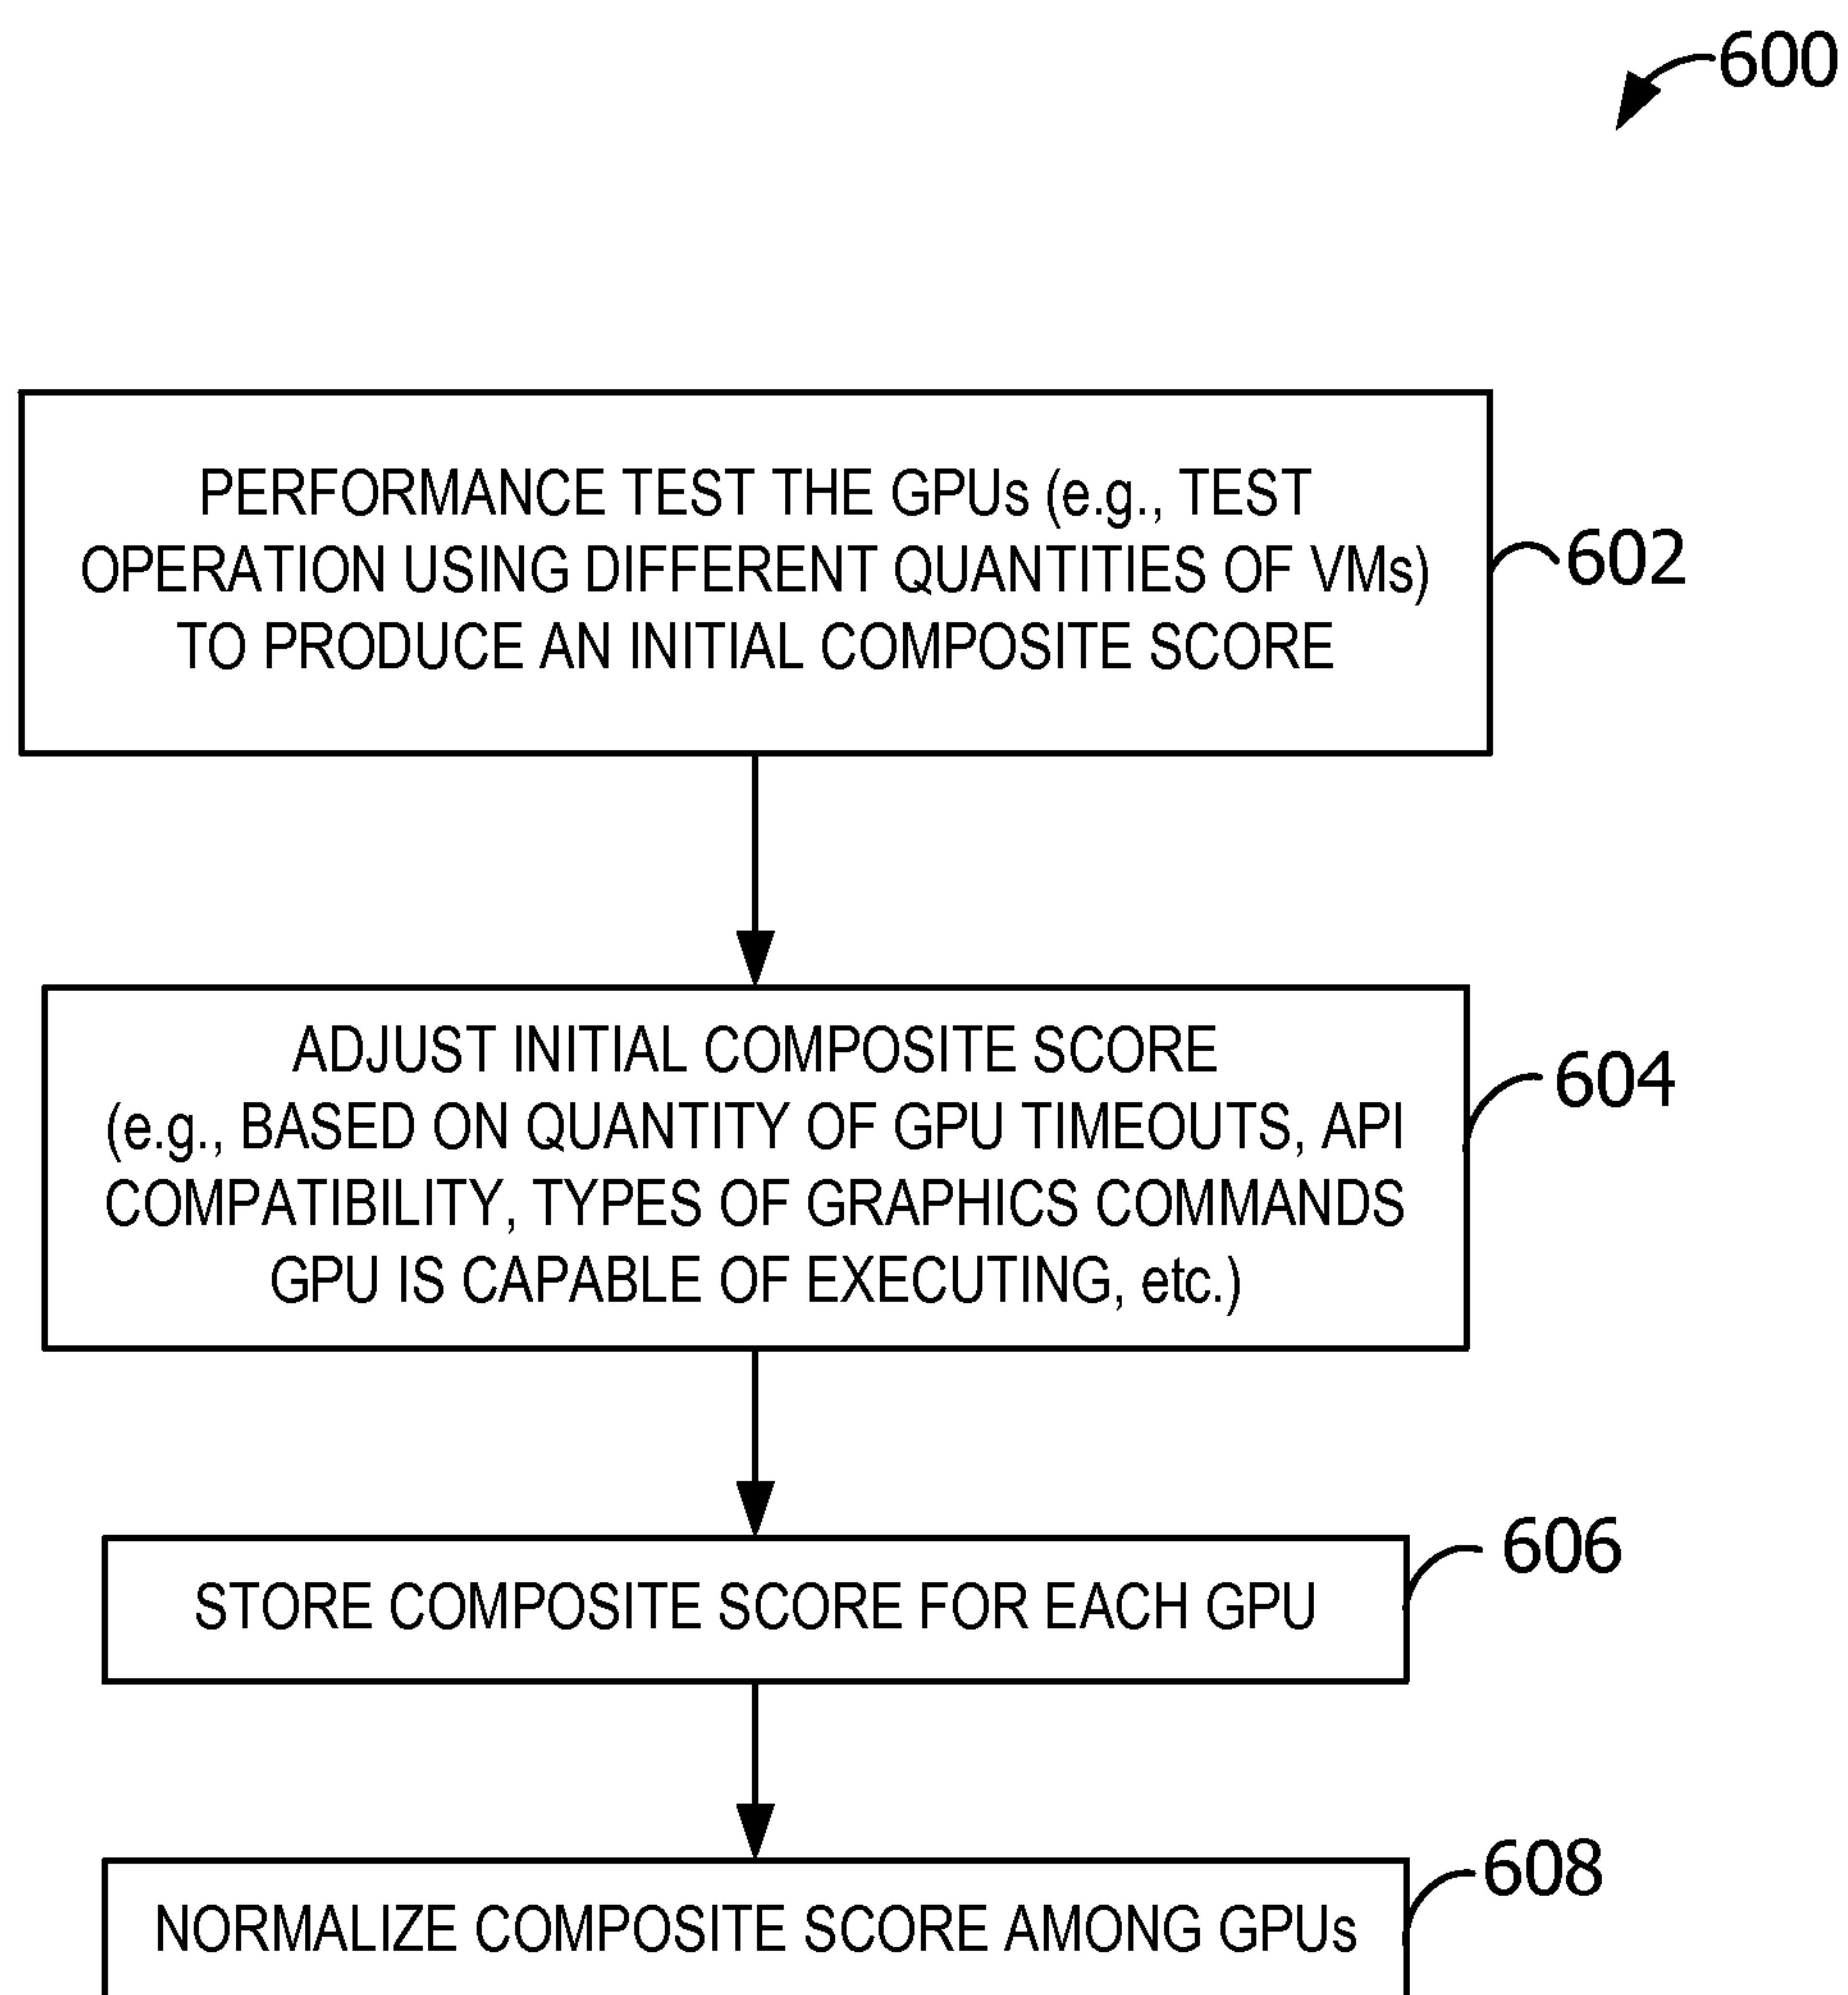 600
PERFORMANCE TEST THE GPUs (e.g., TEST
OPERATION USING DIFFERENT QUANTITIES OF VMs)
TO PRODUCE AN INITIAL COMPOSITE SCORE
602
ADJUST INITIAL COMPOSITE SCORE
(e.g., BASED ON QUANTITY OF GPU TIMEOUTS, API
COMPATIBILITY, TYPES OF GRAPHICS COMMANDS
GPU IS CAPABLE OF EXECUTING, etc.)
604
STORE COMPOSITE SCORE FOR EACH GPU
606
NORMALIZE COMPOSITE SCORE AMONG GPUs
608